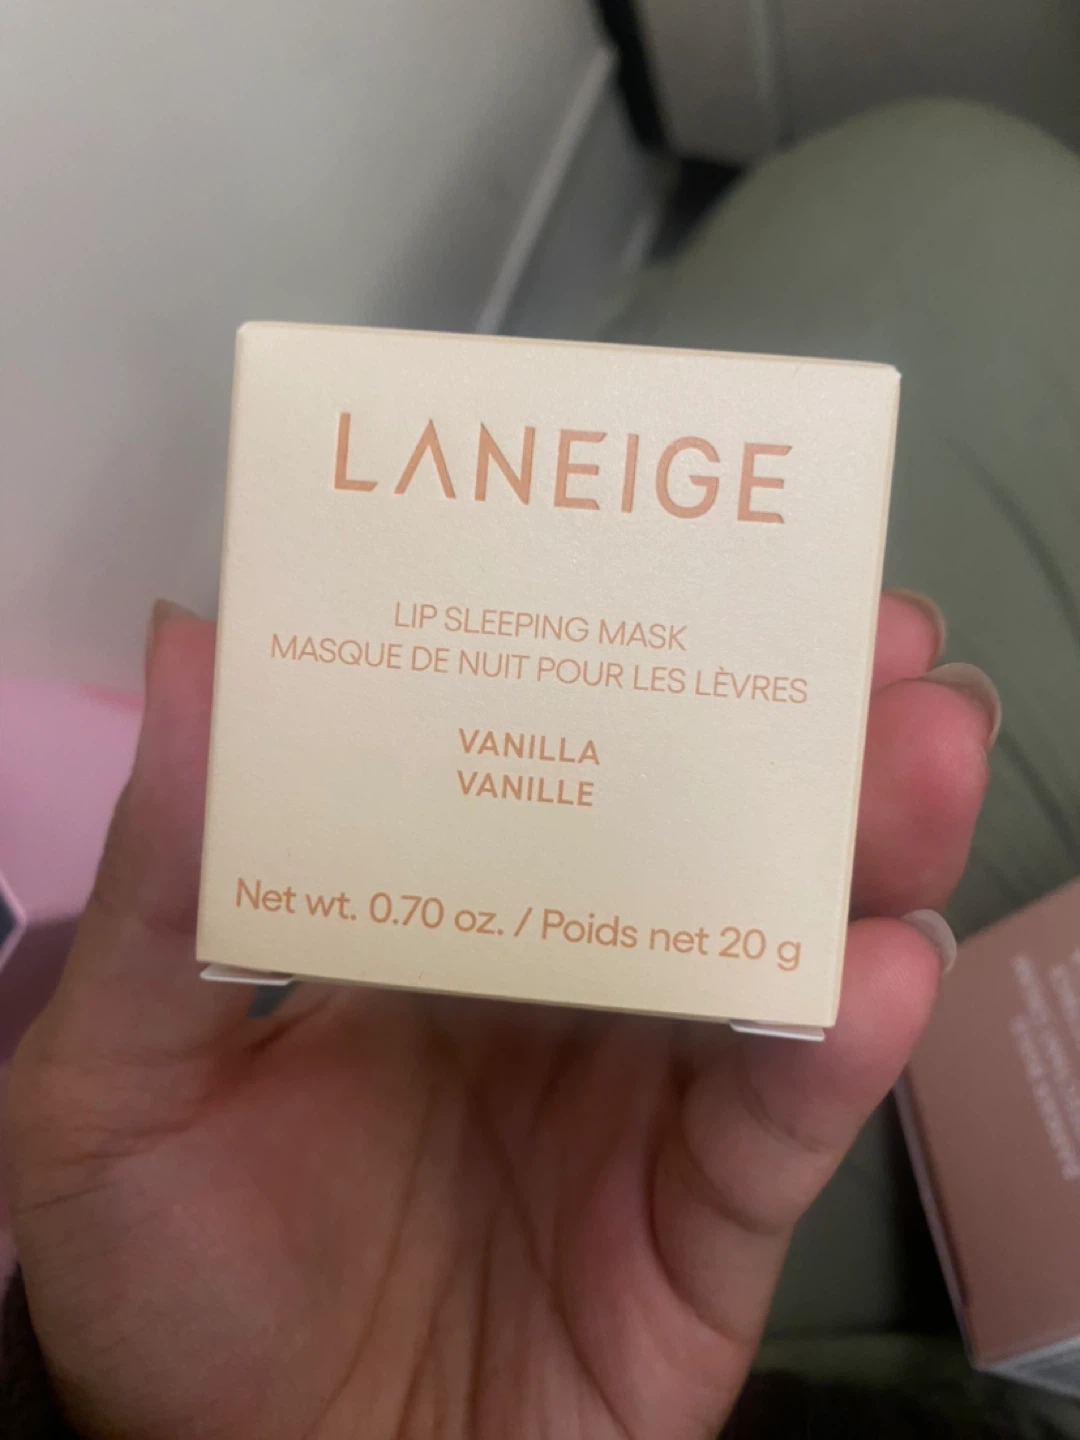 LANEIGE
LIP SLEEPING MASK
MASQUE DE NUIT POUR LES LÈVRES
VANILLA
VANILLE
Net wt. 0.70 oz. / Poids net 20 g